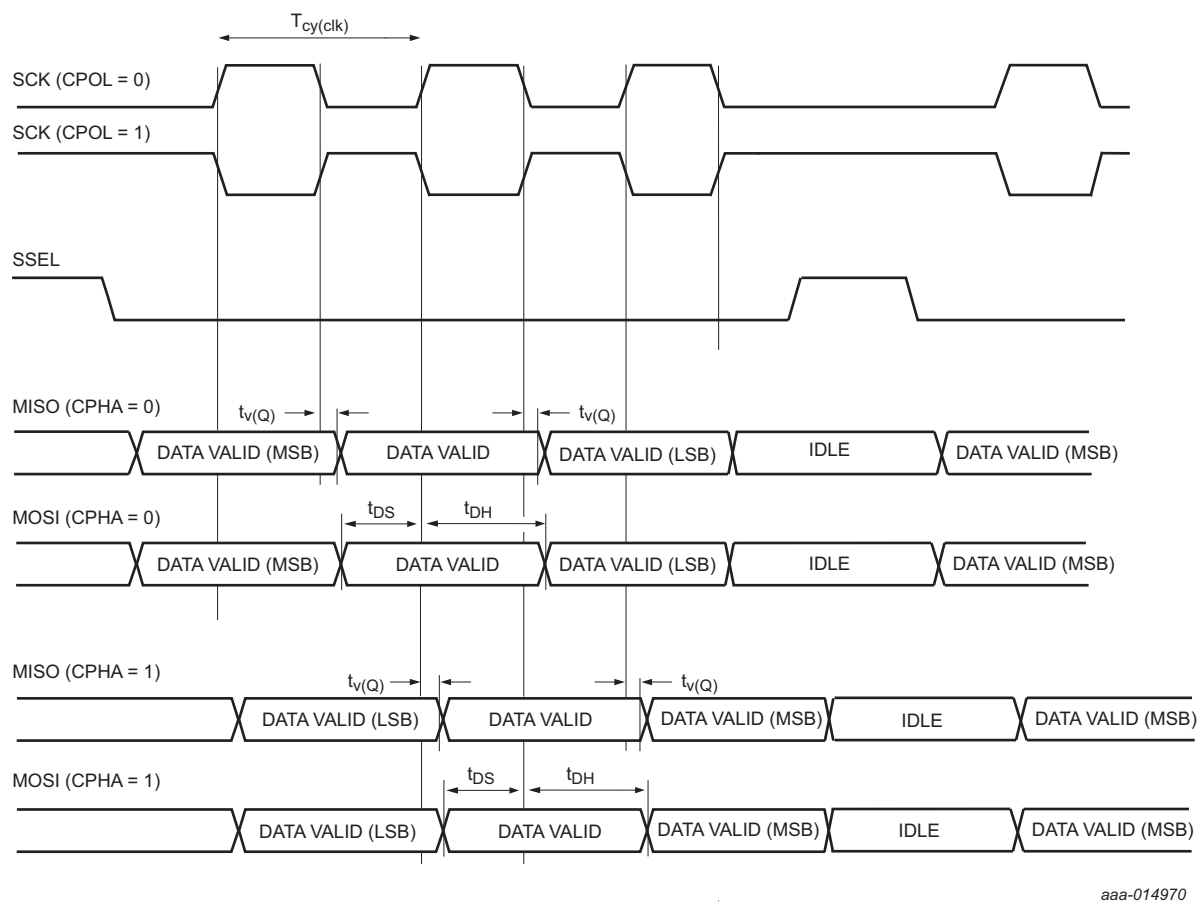 Tcy(clk)
SCK (CPOL = 0)
SCK (CPOL = 1)
SSEL
MISO (CPHA = 0)
tv(Q) tv(Q)
DATA VALID (MSB) DATA VALID DATA VALID (LSB) IDLE DATA VALID (MSB)
MOSI (CPHA = 0)
tDS tDH
DATA VALID (MSB) DATA VALID DATA VALID (LSB) IDLE DATA VALID (MSB)
MISO (CPHA = 1)
tv(Q) tv(Q)
DATA VALID (LSB) DATA VALID DATA VALID (MSB) IDLE DATA VALID (MSB)
MOSI (CPHA = 1)
tDS tDH
DATA VALID (LSB) DATA VALID DATA VALID (MSB) IDLE DATA VALID (MSB)
aaa-014970